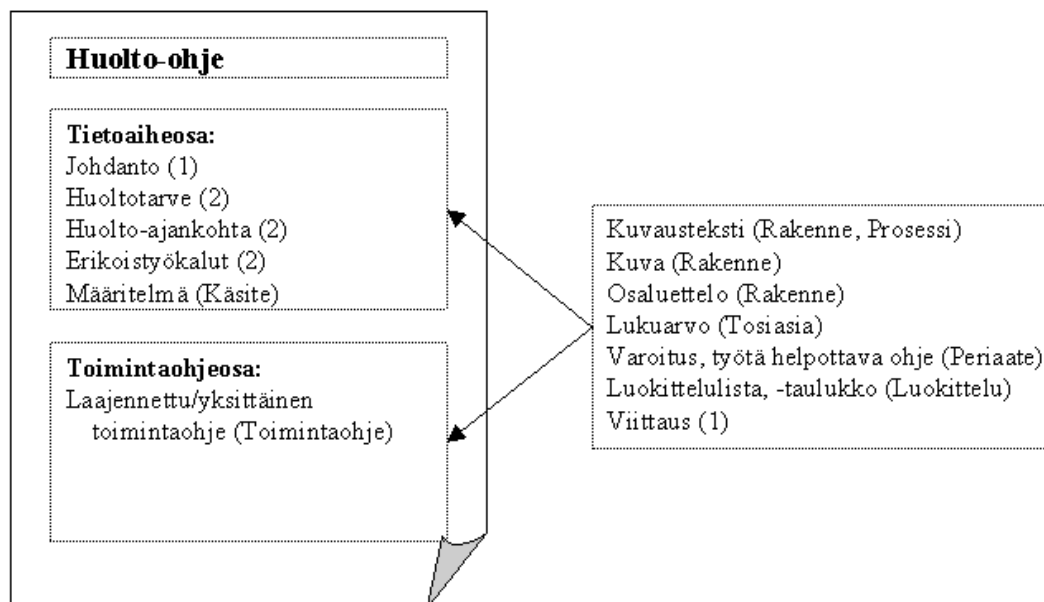 Huolto-ohje
Tietoaiheosa:
Johdanto (1)
Huoltotarve (2)
Huolto-ajankohta (2)
Erikoistyökalut (2)
Määritelmä (Käsite)
Toimintaohjeosa:
Laajennettu/yksittäinen
toimintaohje (Toimintaohje)
Kuvausteksti (Rakenne, Prosessi)
Kuva (Rakenne)
Osaluettelo (Rakenne)
Lukuarvo (Tosiasia)
Varoitus, työtä helpottava ohje (Periaate)
Luokittelulista, -taulukko (Luokittelu)
Viittaus (1)